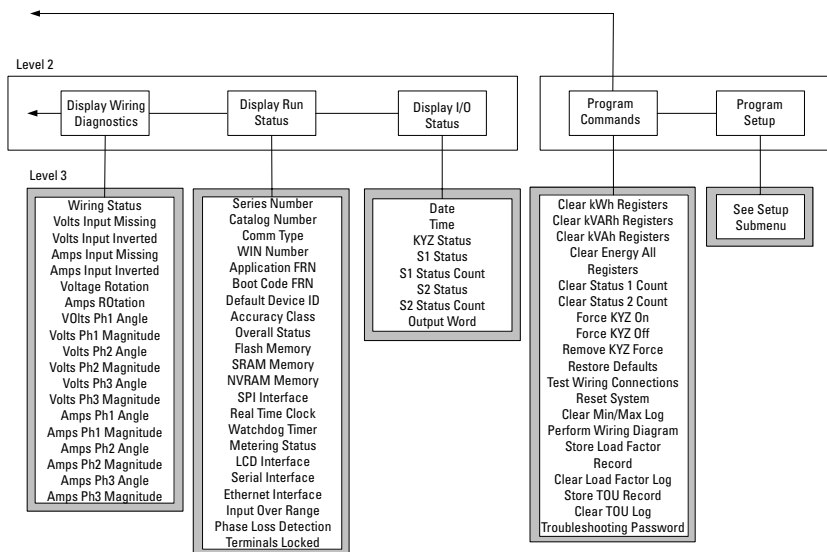 Level 2
Display Wiring
Diagnostics
Display Run
Status
Display I/O
Status
Program
Commands
Program
Setup
Level 3
Wiring Status
Volts Input Missing
Volts Input Inverted
Amps Input Missing
Amps Input Inverted
Voltage Rotation
Amps ROtation
VOlts Ph1 Angle
Volts Ph1 Magnitude
Volts Ph2 Angle
Volts Ph2 Magnitude
Volts Ph3 Angle
Volts Ph3 Magnitude
Amps Ph1 Angle
Amps Ph1 Magnitude
Amps Ph2 Angle
Amps Ph2 Magnitude
Amps Ph3 Angle
Amps Ph3 Magnitude
Series Number
Catalog Number
Comm Type
WIN Number
Application FRN
Boot Code FRN
Default Device ID
Accuracy Class
Overall Status
Flash Memory
SRAM Memory
NVRAM Memory
SPI Interface
Real Time Clock
Watchdog Timer
Metering Status
LCD Interface
Serial Interface
Ethernet Interface
Input Over Range
Phase Loss Detection
Terminals Locked
Date
Time
KYZ Status
S1 Status
S1 Status Count
S2 Status
S2 Status Count
Output Word
Clear kWh Registers
Clear kVARh Registers
Clear kVAh Registers
Clear Energy All
Registers
Clear Status 1 Count
Clear Status 2 Count
Force KYZ On
Force KYZ Off
Remove KYZ Force
Restore Defaults
Test Wiring Connections
Reset System
Clear Min/Max Log
Perform Wiring Diagram
Store Load Factor
Record
Clear Load Factor Log
Store TOU Record
Clear TOU Log
Troubleshooting Password
See Setup
Submenu